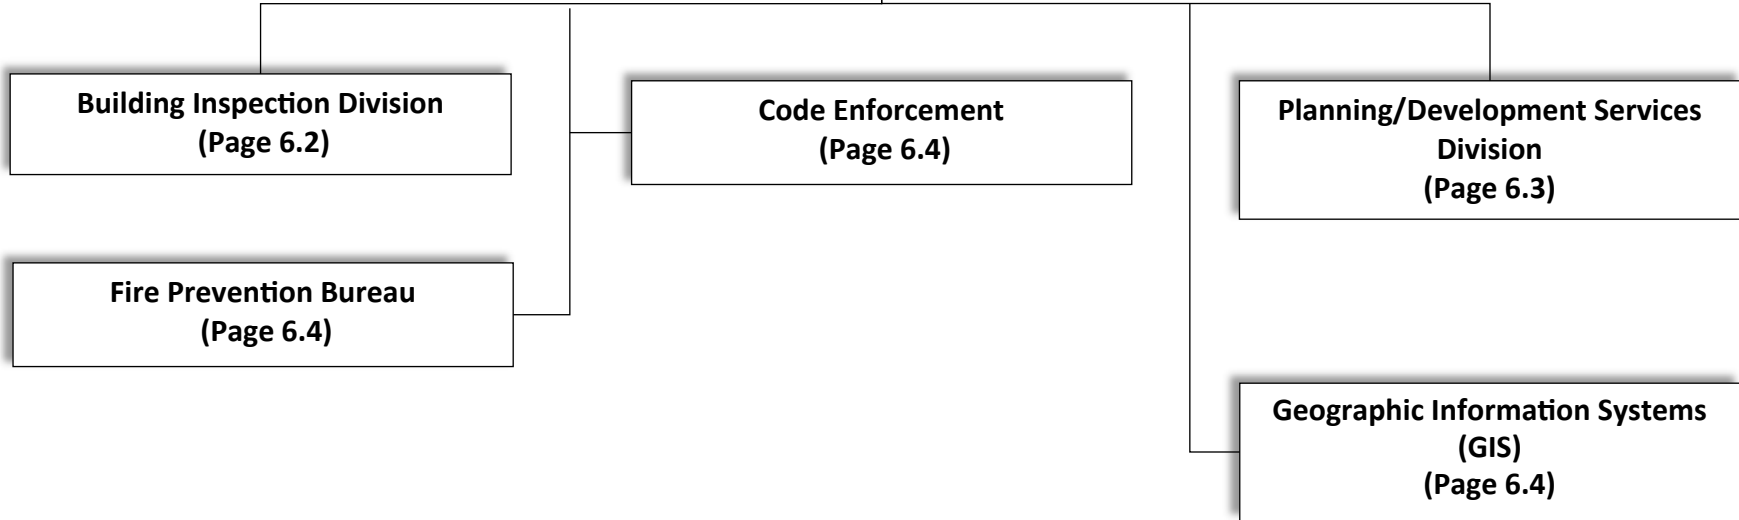 Building Inspection Division
(Page 6.2)
Code Enforcement
(Page 6.4)
Planning/Development Services
Division
(Page 6.3)
Fire Prevention Bureau
(Page 6.4)
Geographic Information Systems
(GIS)
(Page 6.4)